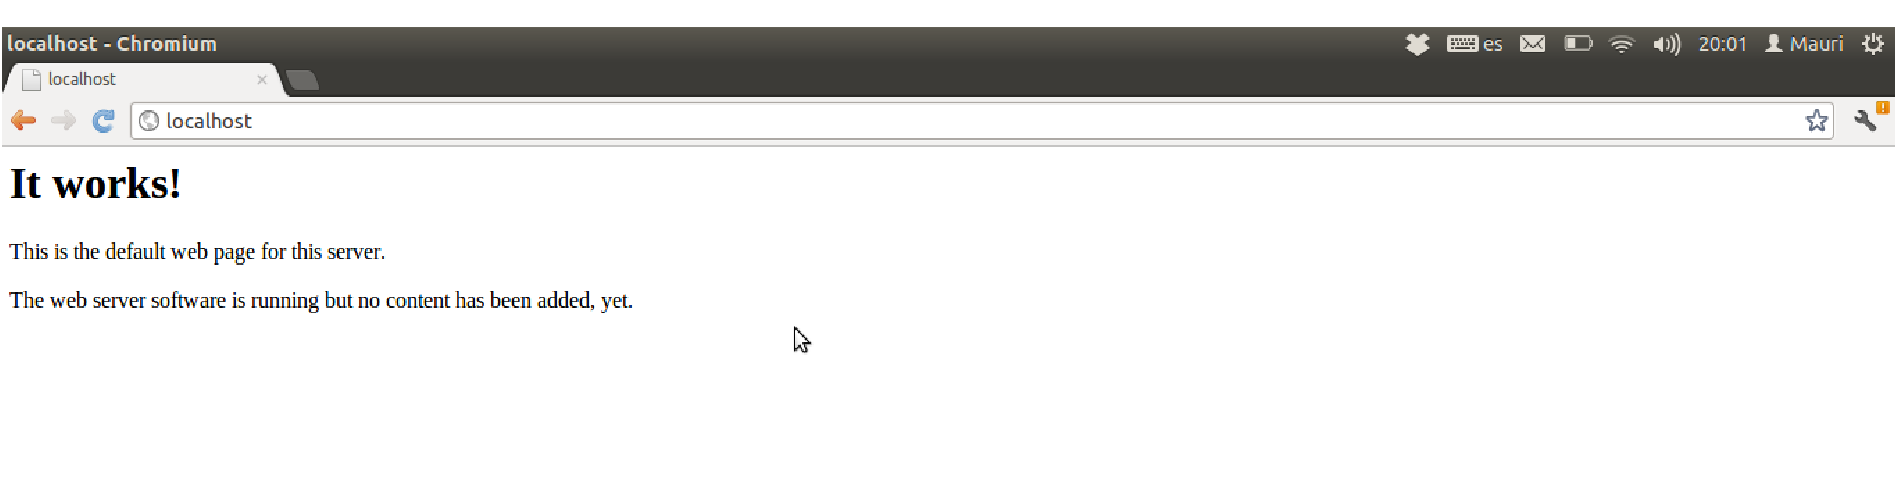 localhost - Chromium
es 20:01 Mauri
localhost
localhost
It works!
This is the default web page for this server.
The web server software is running but no content has been added, yet.